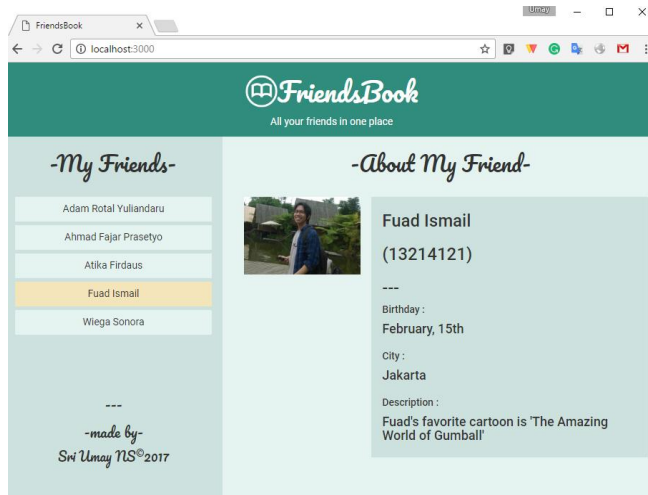 Umay
FriendsBook
localhost:3000
FriendsBook
All your friends in one place
-My Friends-
Adam Rotal Yuliandaru
Ahmad Fajar Prasetyo
Atika Firdaus
Fuad Ismail
Wiega Sonora
---
-made by-
Sri Umay NS©2017
-About My Friend-
Fuad Ismail
(13214121)
---
Birthday :
February, 15th
City :
Jakarta
Description :
Fuad's favorite cartoon is 'The Amazing
World of Gumball'